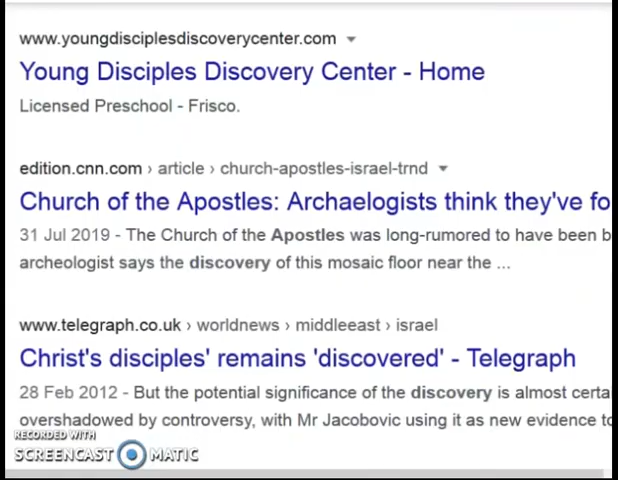 www.youngdisciplesdiscoverycenter.com
Young Disciples Discovery Center - Home
Licensed Preschool - Frisco.
edition.cnn.com › article › church-apostles-israel-trnd
Church of the Apostles: Archaelogists think they've fo
31 Jul 2019 - The Church of the Apostles was long-rumored to have been b
archeologist says the discovery of this mosaic floor near the ...
www.telegraph.co.uk › worldnews › middleeast › israel
Christ's disciples' remains 'discovered' - Telegraph
28 Feb 2012 - But the potential significance of the discovery is almost certa
overshadowed by controversy, with Mr Jacobovic using it as new evidence to
RECORDED WITH
SCREENCAST MATIC